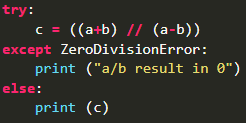 try:
    c = ((a+b) // (a-b))
except ZeroDivisionError:
    print ("a/b result in 0")
else:
    print (c)